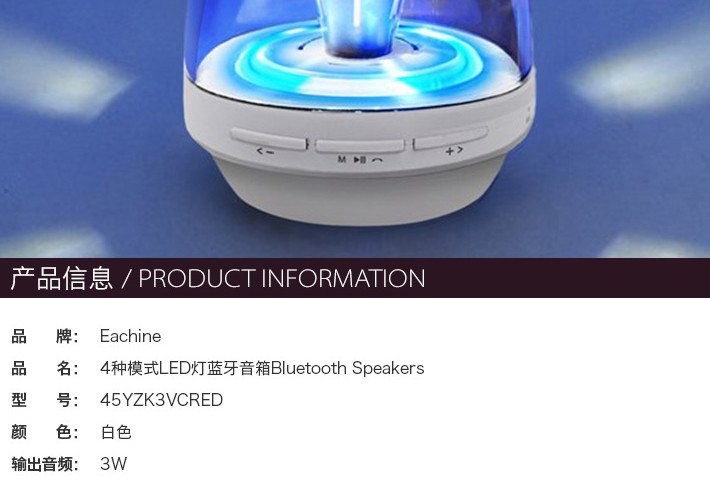 <−
M ▶II
+>
产品信息 / PRODUCT INFORMATION
品 牌： Eachine
品 名： 4种模式LED灯蓝牙音箱Bluetooth Speakers
型 号： 45YZK3VCRED
颜 色： 白色
输出音频： 3W